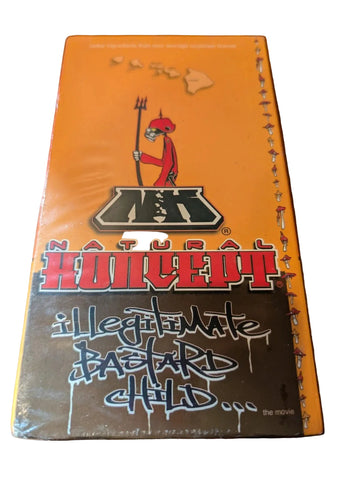 NK
®
NATURAL
KONCEPT®
illegitimate
BASTARD
CHILD...
the movie